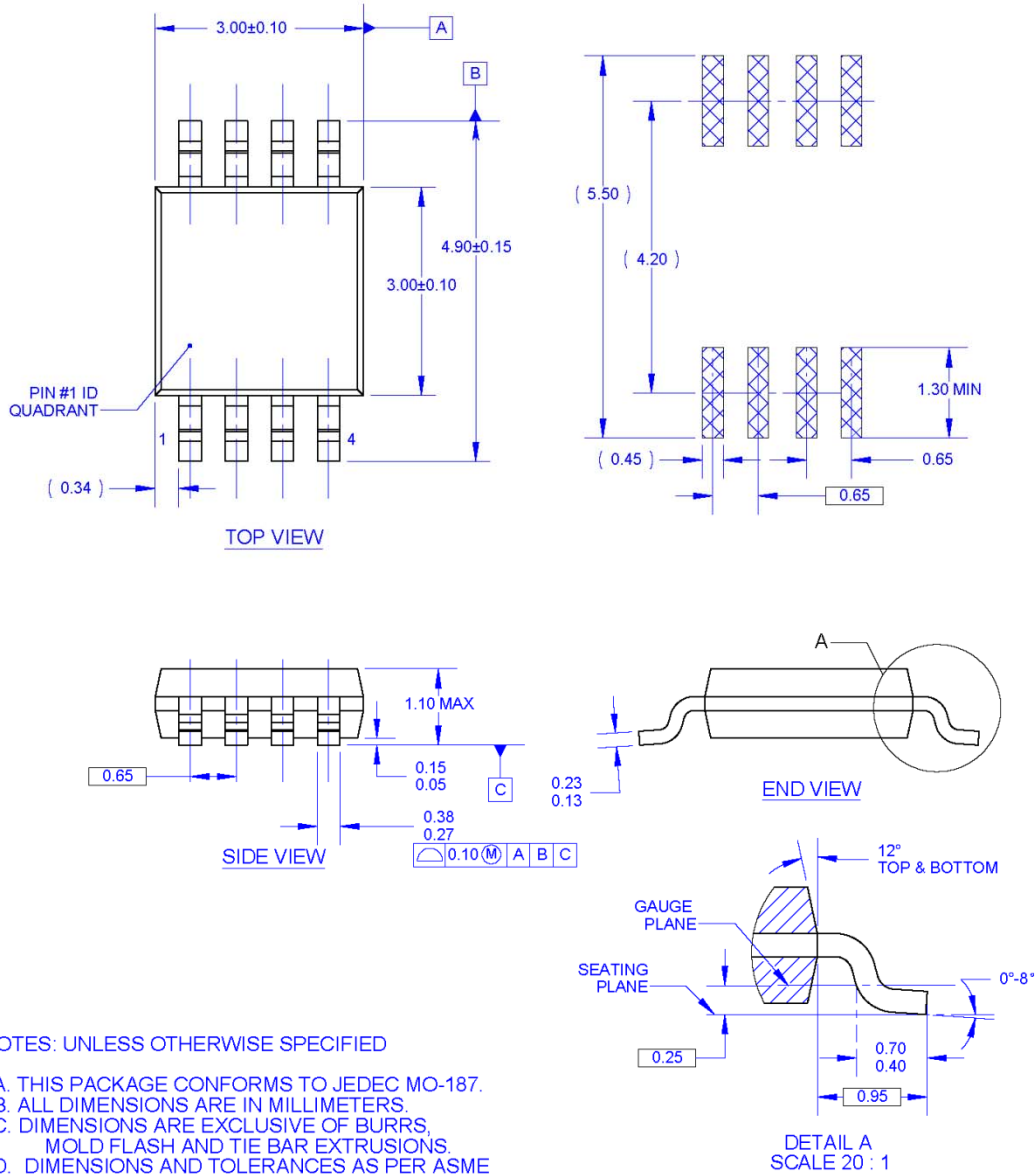 3.00±0.10
A
B
( 5.50 )
4.90±0.15
( 4.20 )
3.00±0.10
PIN #1 ID
QUADRANT
1.30 MIN
1
4
( 0.45 )
0.65
( 0.34 )
0.65
TOP VIEW
A
1.10 MAX
0.65
0.15
0.05
C
0.23
0.13
END VIEW
0.38
0.27
SIDE VIEW
0.10 Ⓜ A B C
12°
TOP & BOTTOM
GAUGE
PLANE
SEATING
PLANE
0°-8°
0.25
0.70
0.40
0.95
DETAIL A
SCALE 20 : 1
OTES: UNLESS OTHERWISE SPECIFIED
A. THIS PACKAGE CONFORMS TO JEDEC MO-187.
B. ALL DIMENSIONS ARE IN MILLIMETERS.
C. DIMENSIONS ARE EXCLUSIVE OF BURRS,
MOLD FLASH AND TIE BAR EXTRUSIONS.
D. DIMENSIONS AND TOLERANCES AS PER ASME